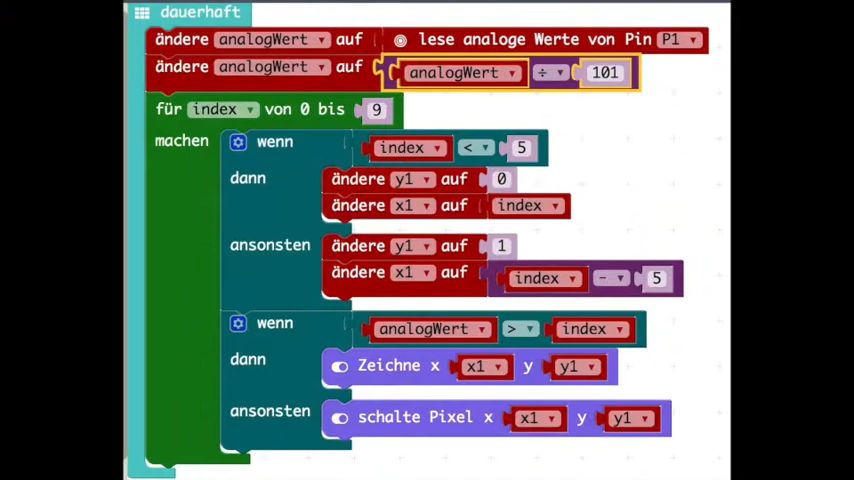 dauerhaft
ändere analogWert auf lese analoge Werte von Pin P1
ändere analogWert auf analogWert ÷ 101
für index von 0 bis 9
machen wenn index < 5
dann ändere y1 auf 0
ändere x1 auf index
ansonsten ändere y1 auf 1
ändere x1 auf index - 5
wenn analogWert > index
dann Zeichne x x1 y y1
ansonsten schalte Pixel x x1 y y1